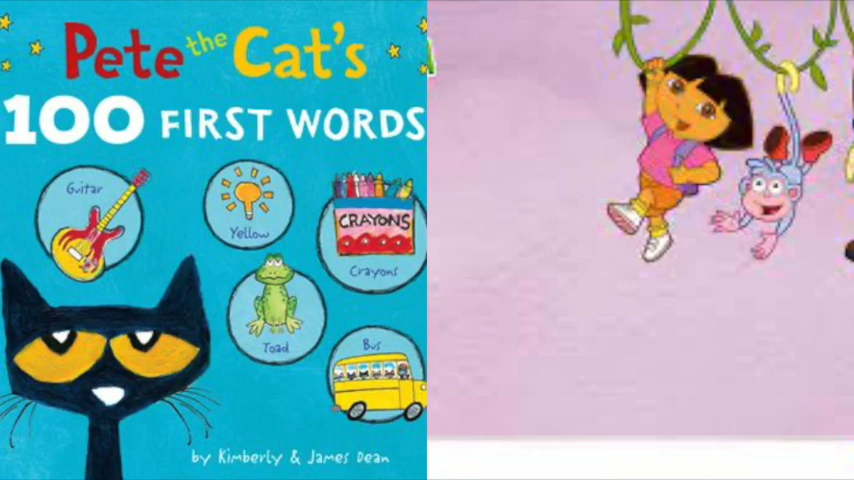 Pete the Cat's
100 FIRST WORDS
Guitar
Yellow
CRAYONS
Crayons
Toad
Bus
by Kimberly & James Dean